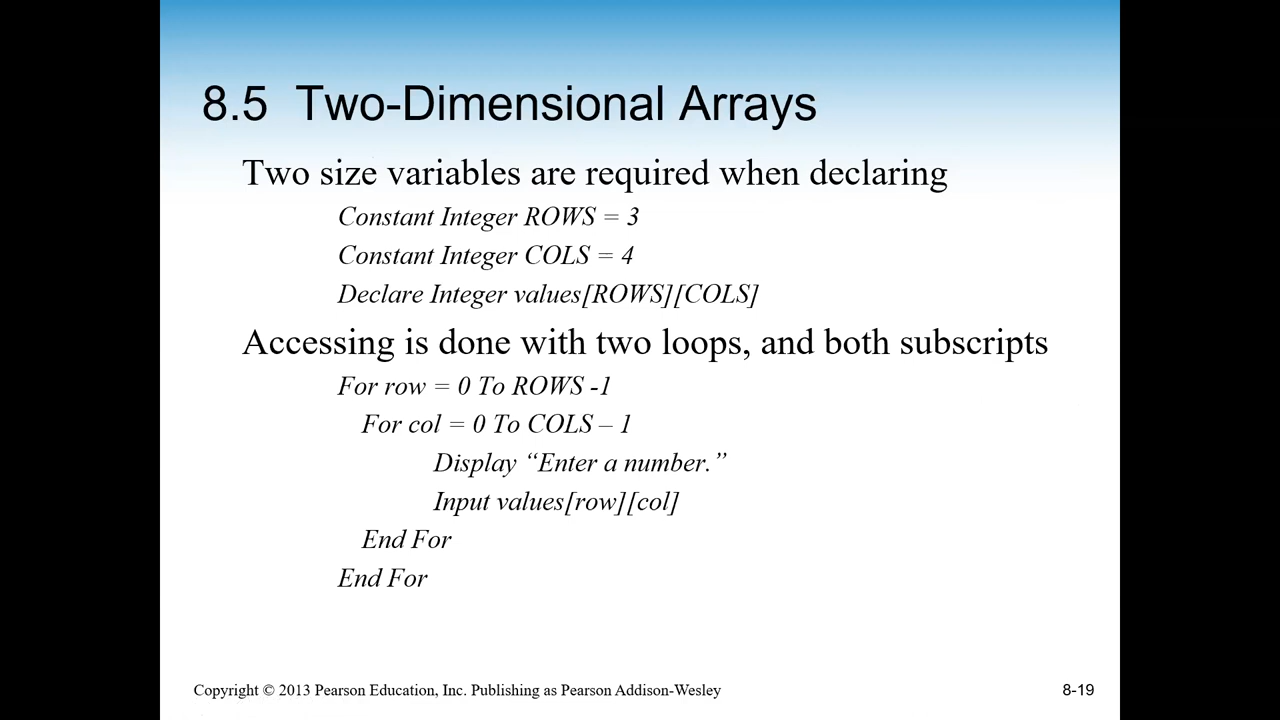 8.5 Two-Dimensional Arrays
Two size variables are required when declaring
Constant Integer ROWS = 3
Constant Integer COLS = 4
Declare Integer values[ROWS][COLS]
Accessing is done with two loops, and both subscripts
For row = 0 To ROWS -1
For col = 0 To COLS – 1
Display “Enter a number.”
Input values[row][col]
End For
End For
Copyright © 2013 Pearson Education, Inc. Publishing as Pearson Addison-Wesley
8-19